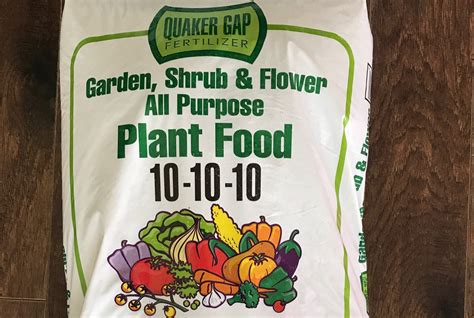 QUAKER GAP
FERTILIZER
Garden, Shrub & Flower
All Purpose
Plant Food
10-10-10